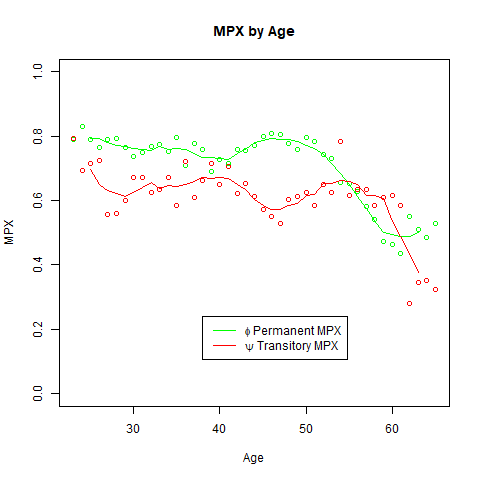 MPX by Age
1.0
0.8
0.6
0.4
0.2
0.0
MPX
ϕ Permanent MPX
ψ Transitory MPX
30 40 50 60
Age